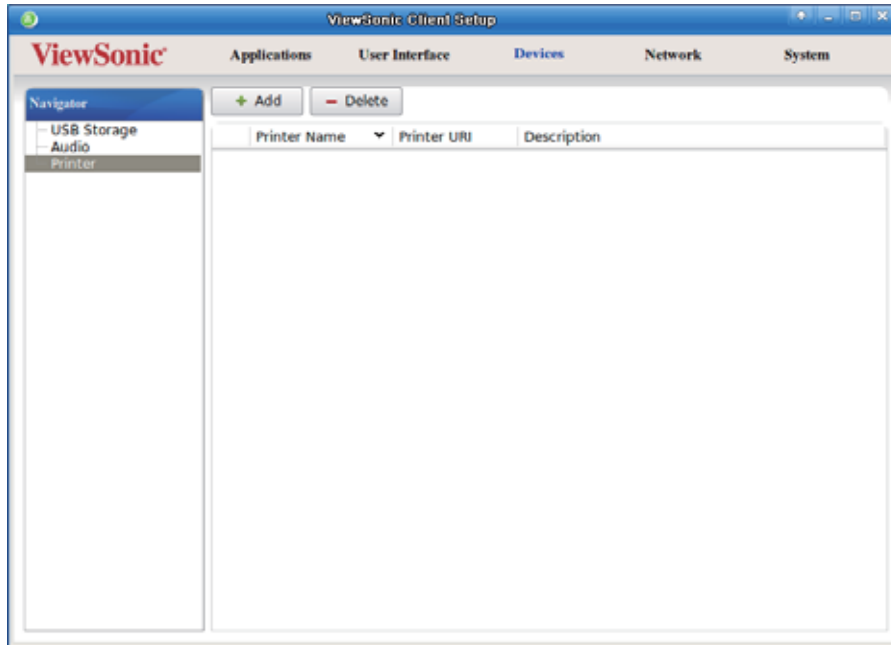 ViewSonic Client Setup
ViewSonic®
Applications User Interface Devices Network System
Navigator
USB Storage
Audio
Printer
+ Add − Delete
Printer Name Printer URI Description